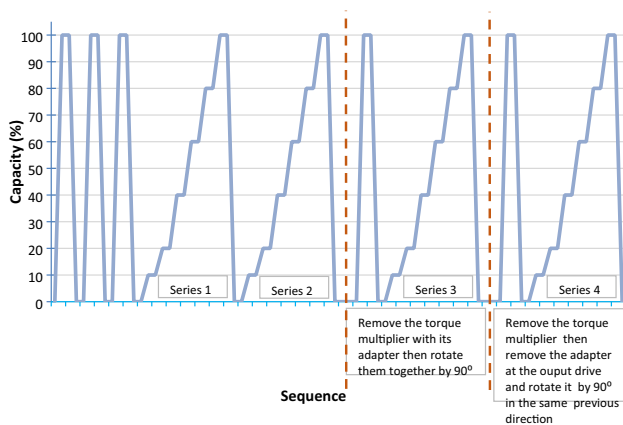 Capacity (%)
100
90
80
70
60
50
40
30
20
10
0
Series 1
Series 2
Series 3
Series 4
Remove the torque
multiplier with its
adapter then rotate
them together by 90⁰
Remove the torque
multiplier then
remove the adapter
at the ouput drive
and rotate it by 90⁰
in the same previous
direction
Sequence